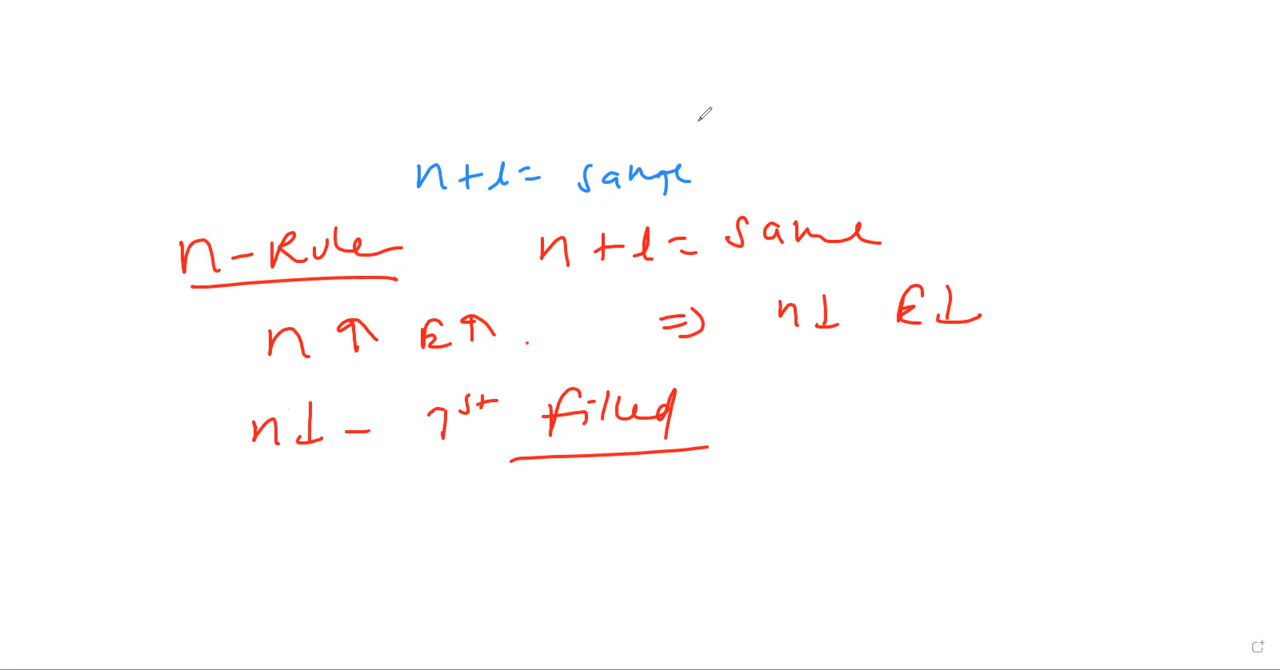 n+l= same
n-Rule n+l= same
n↑ E↑. ⇒ n↓ E↓
n↓ - 1st filled